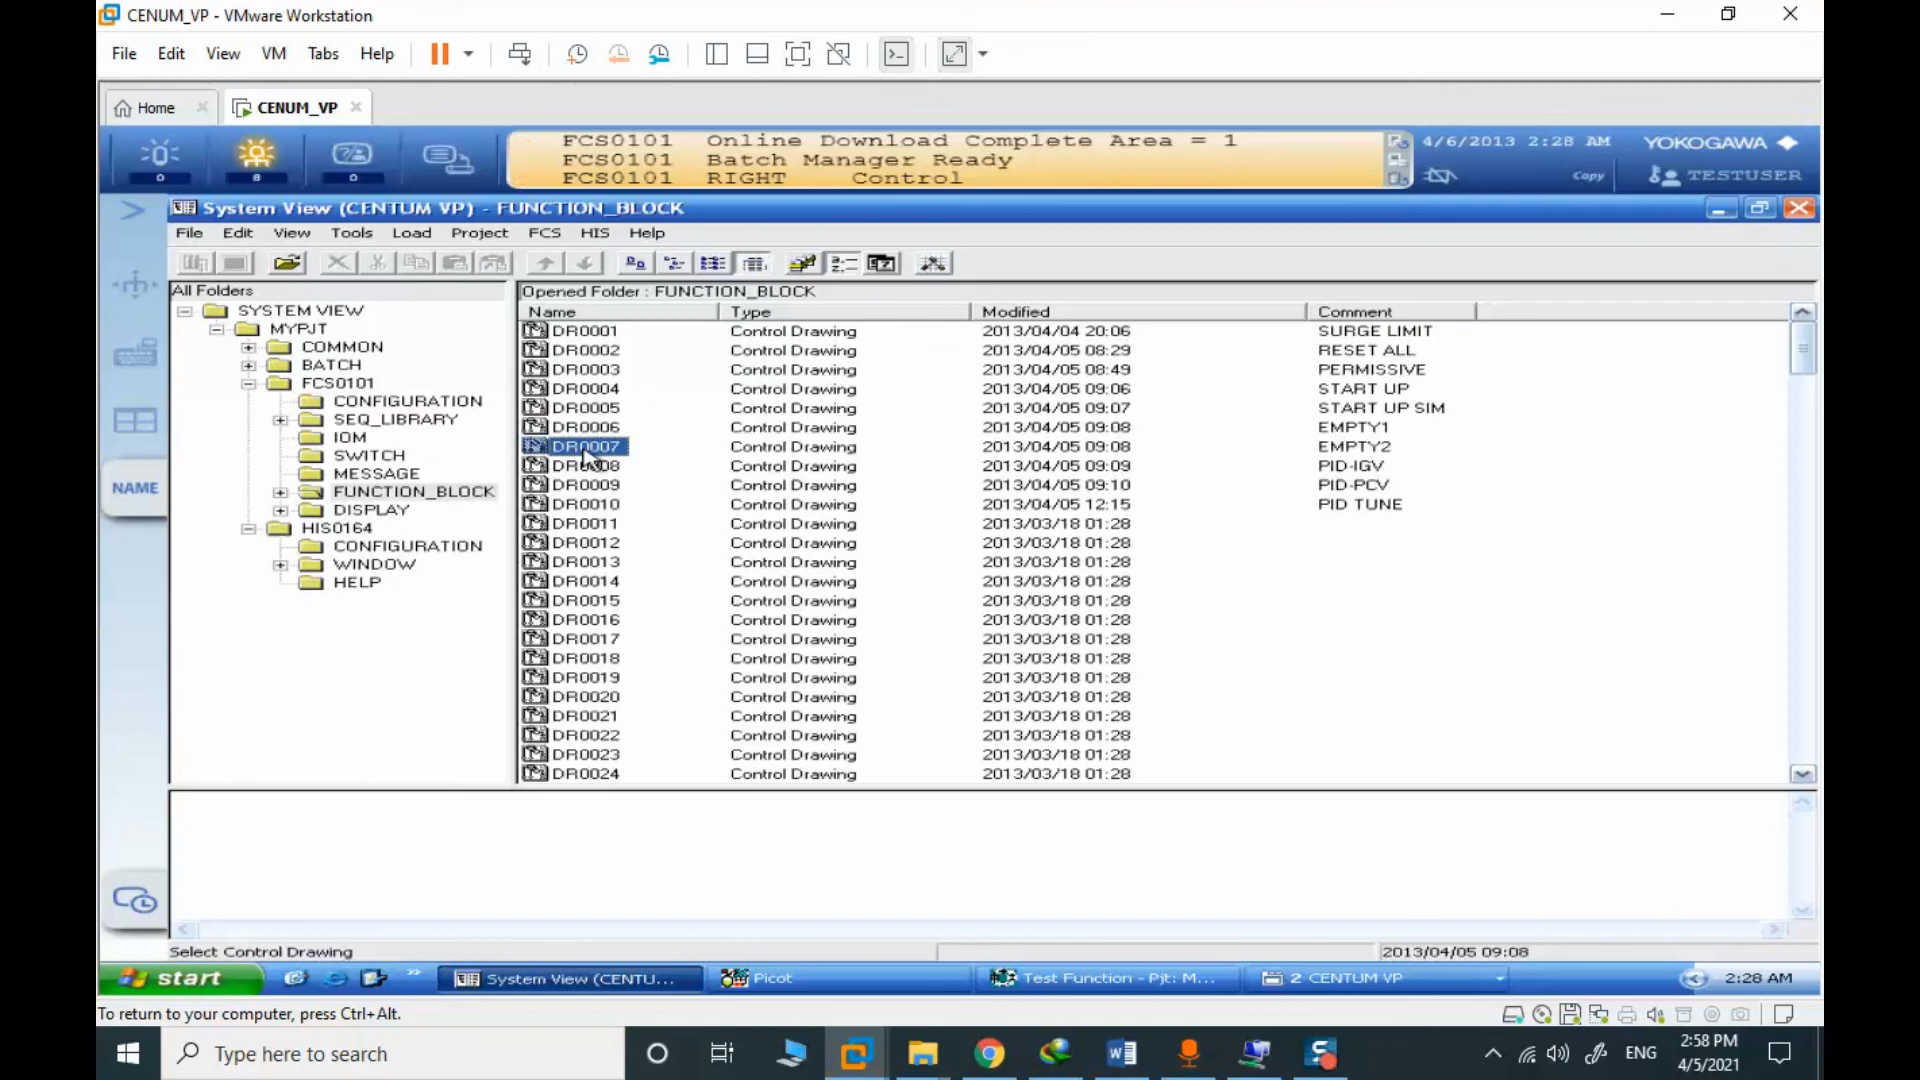 CENUM_VP - VMware Workstation
File Edit View VM Tabs Help
Home CENUM_VP
FCS0101 Online Download Complete Area = 1
FCS0101 Batch Manager Ready
FCS0101 RIGHT Control
0 8 0
4/6/2013 2:28 AM YOKOGAWA
Copy TESTUSER
System View (CENTUM VP) - FUNCTION_BLOCK
File Edit View Tools Load Project FCS HIS Help
All Folders
SYSTEM VIEW
MYPJT
COMMON
BATCH
FCS0101
CONFIGURATION
SEQ_LIBRARY
IOM
SWITCH
MESSAGE
FUNCTION_BLOCK
DISPLAY
HIS0164
CONFIGURATION
WINDOW
HELP
NAME
Opened Folder : FUNCTION_BLOCK
Name Type Modified Comment
DR0001 Control Drawing 2013/04/04 20:06 SURGE LIMIT
DR0002 Control Drawing 2013/04/05 08:29 RESET ALL
DR0003 Control Drawing 2013/04/05 08:49 PERMISSIVE
DR0004 Control Drawing 2013/04/05 09:06 START UP
DR0005 Control Drawing 2013/04/05 09:07 START UP SIM
DR0006 Control Drawing 2013/04/05 09:08 EMPTY1
DR0007 Control Drawing 2013/04/05 09:08 EMPTY2
DR0008 Control Drawing 2013/04/05 09:09 PID-IGV
DR0009 Control Drawing 2013/04/05 09:10 PID-PCV
DR0010 Control Drawing 2013/04/05 12:15 PID TUNE
DR0011 Control Drawing 2013/03/18 01:28
DR0012 Control Drawing 2013/03/18 01:28
DR0013 Control Drawing 2013/03/18 01:28
DR0014 Control Drawing 2013/03/18 01:28
DR0015 Control Drawing 2013/03/18 01:28
DR0016 Control Drawing 2013/03/18 01:28
DR0017 Control Drawing 2013/03/18 01:28
DR0018 Control Drawing 2013/03/18 01:28
DR0019 Control Drawing 2013/03/18 01:28
DR0020 Control Drawing 2013/03/18 01:28
DR0021 Control Drawing 2013/03/18 01:28
DR0022 Control Drawing 2013/03/18 01:28
DR0023 Control Drawing 2013/03/18 01:28
DR0024 Control Drawing 2013/03/18 01:28
Select Control Drawing 2013/04/05 09:08
start System View (CENTU... Picot Test Function - Pjt: M... 2 CENTUM VP 2:28 AM
To return to your computer, press Ctrl+Alt.
Type here to search
ENG 2:58 PM
4/5/2021